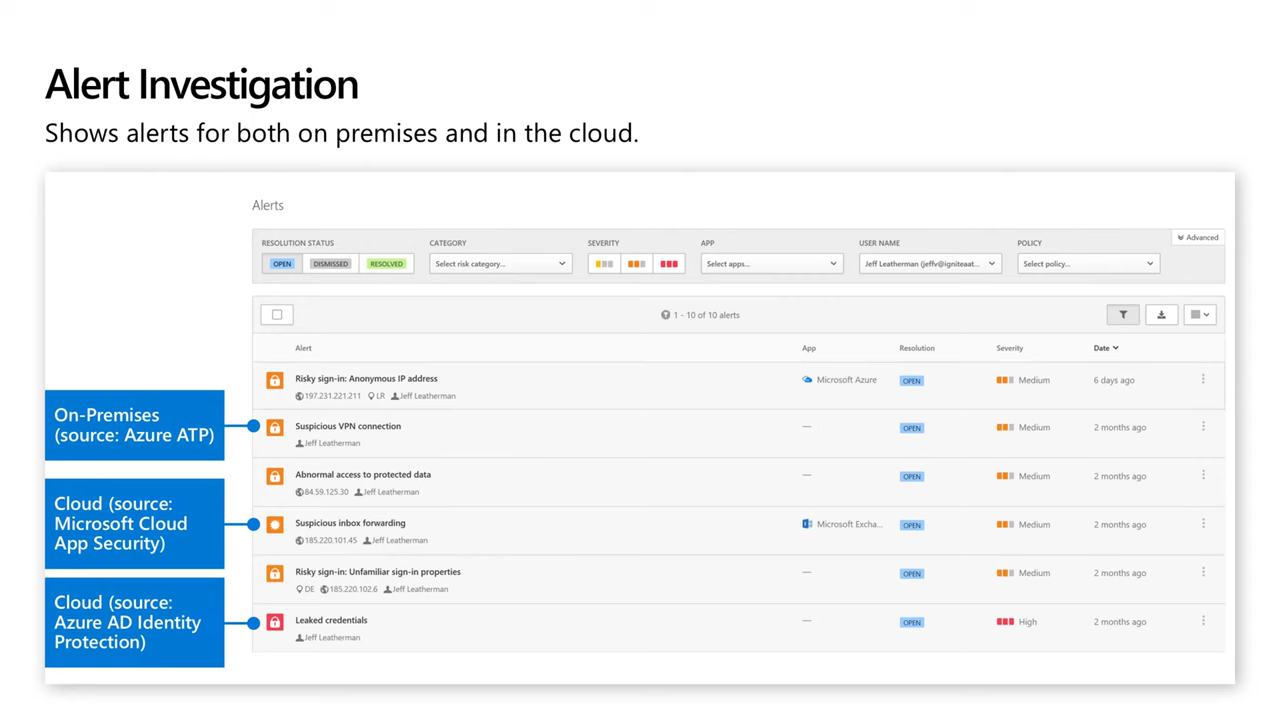 Alert Investigation
Shows alerts for both on premises and in the cloud.
Alerts
RESOLUTION STATUS CATEGORY SEVERITY APP USER NAME POLICY Advanced
OPEN DISMISSED RESOLVED Select risk category... Select apps... Jeff Leatherman (jeffv@igniteaat... Select policy...
1 - 10 of 10 alerts
Alert App Resolution Severity Date
Risky sign-in: Anonymous IP address Microsoft Azure OPEN Medium 6 days ago
197.231.221.211 LR Jeff Leatherman
On-Premises
(source: Azure ATP)
Suspicious VPN connection — OPEN Medium 2 months ago
Jeff Leatherman
Abnormal access to protected data — OPEN Medium 2 months ago
84.59.125.30 Jeff Leatherman
Cloud (source:
Microsoft Cloud
App Security)
Suspicious inbox forwarding Microsoft Excha... OPEN Medium 2 months ago
185.220.101.45 Jeff Leatherman
Risky sign-in: Unfamiliar sign-in properties — OPEN Medium 2 months ago
DE 185.220.102.6 Jeff Leatherman
Cloud (source:
Azure AD Identity
Protection)
Leaked credentials — OPEN High 2 months ago
Jeff Leatherman